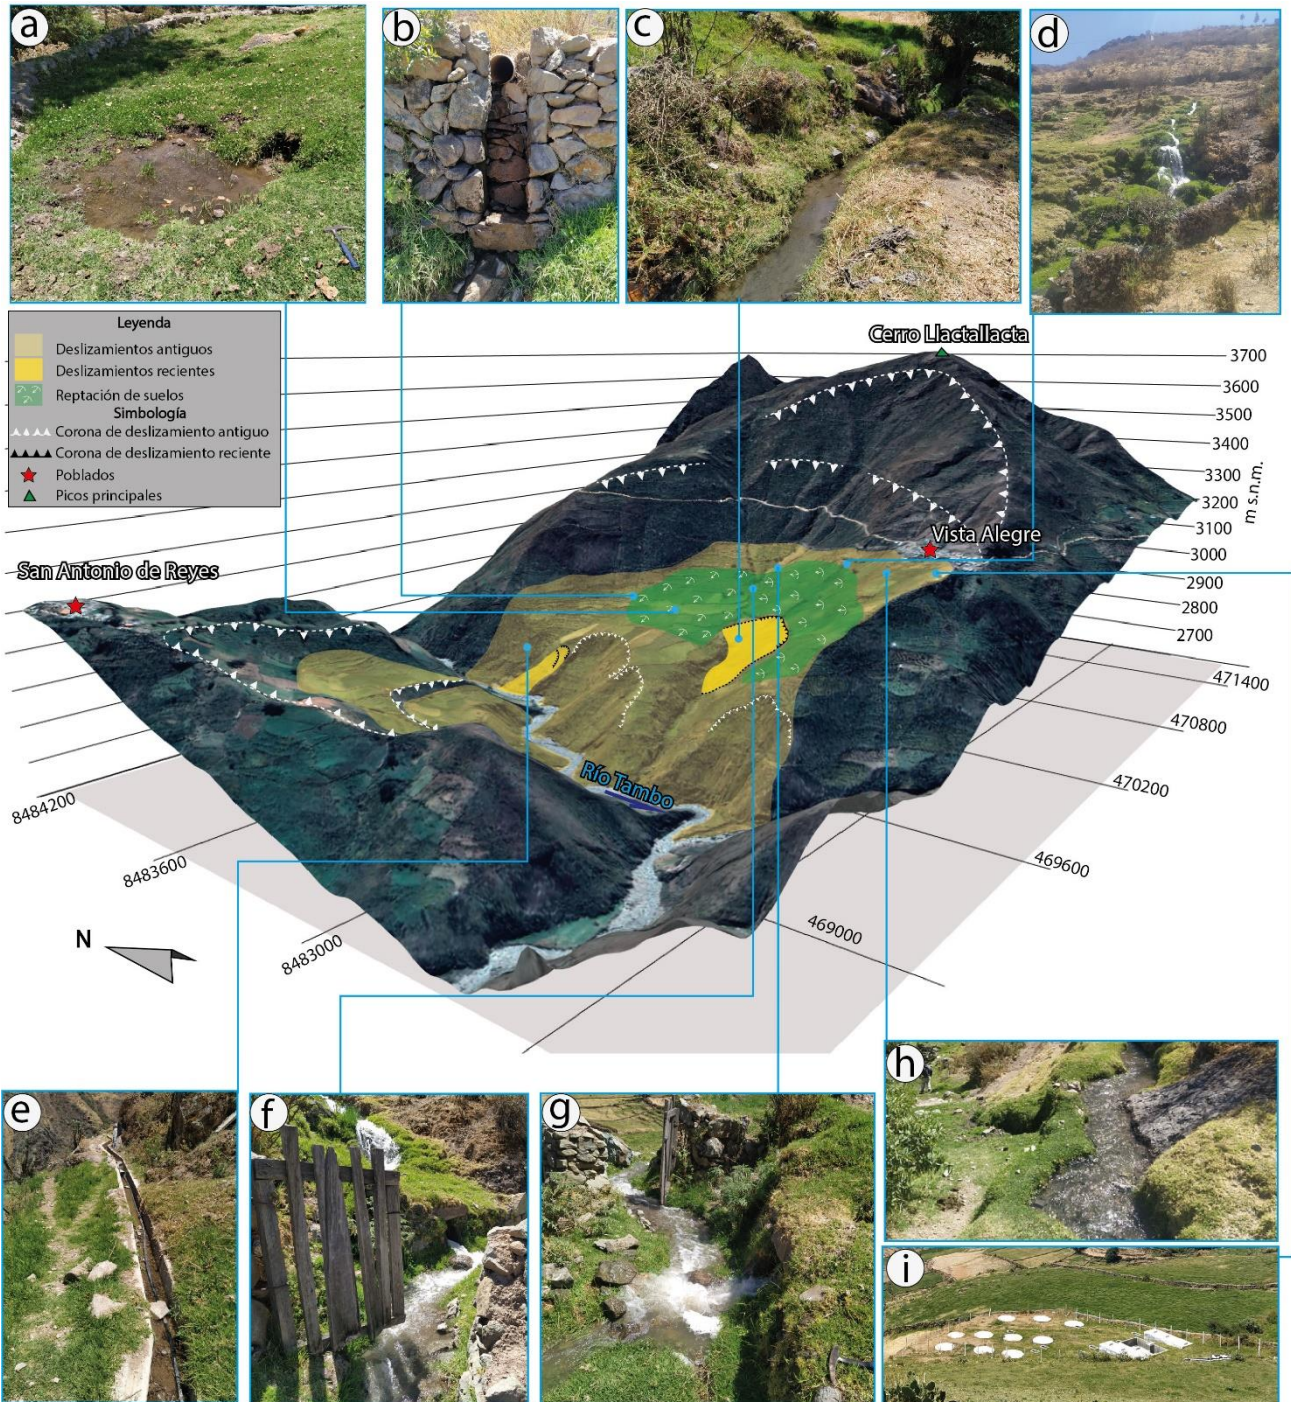 a
b
c
d
Leyenda
Deslizamientos antiguos
Deslizamientos recientes
Reptación de suelos
Simbología
Corona de deslizamiento antiguo
Corona de deslizamiento reciente
Poblados
Picos principales
Cerro Llactallacta
3700
3600
3500
3400
3300
3200
3100
3000
2900
2800
2700
m s.n.m.
Vista Alegre
San Antonio de Reyes
Río Tambo
471400
470800
470200
469600
469000
8484200
8483600
8483000
N
e
f
g
h
i